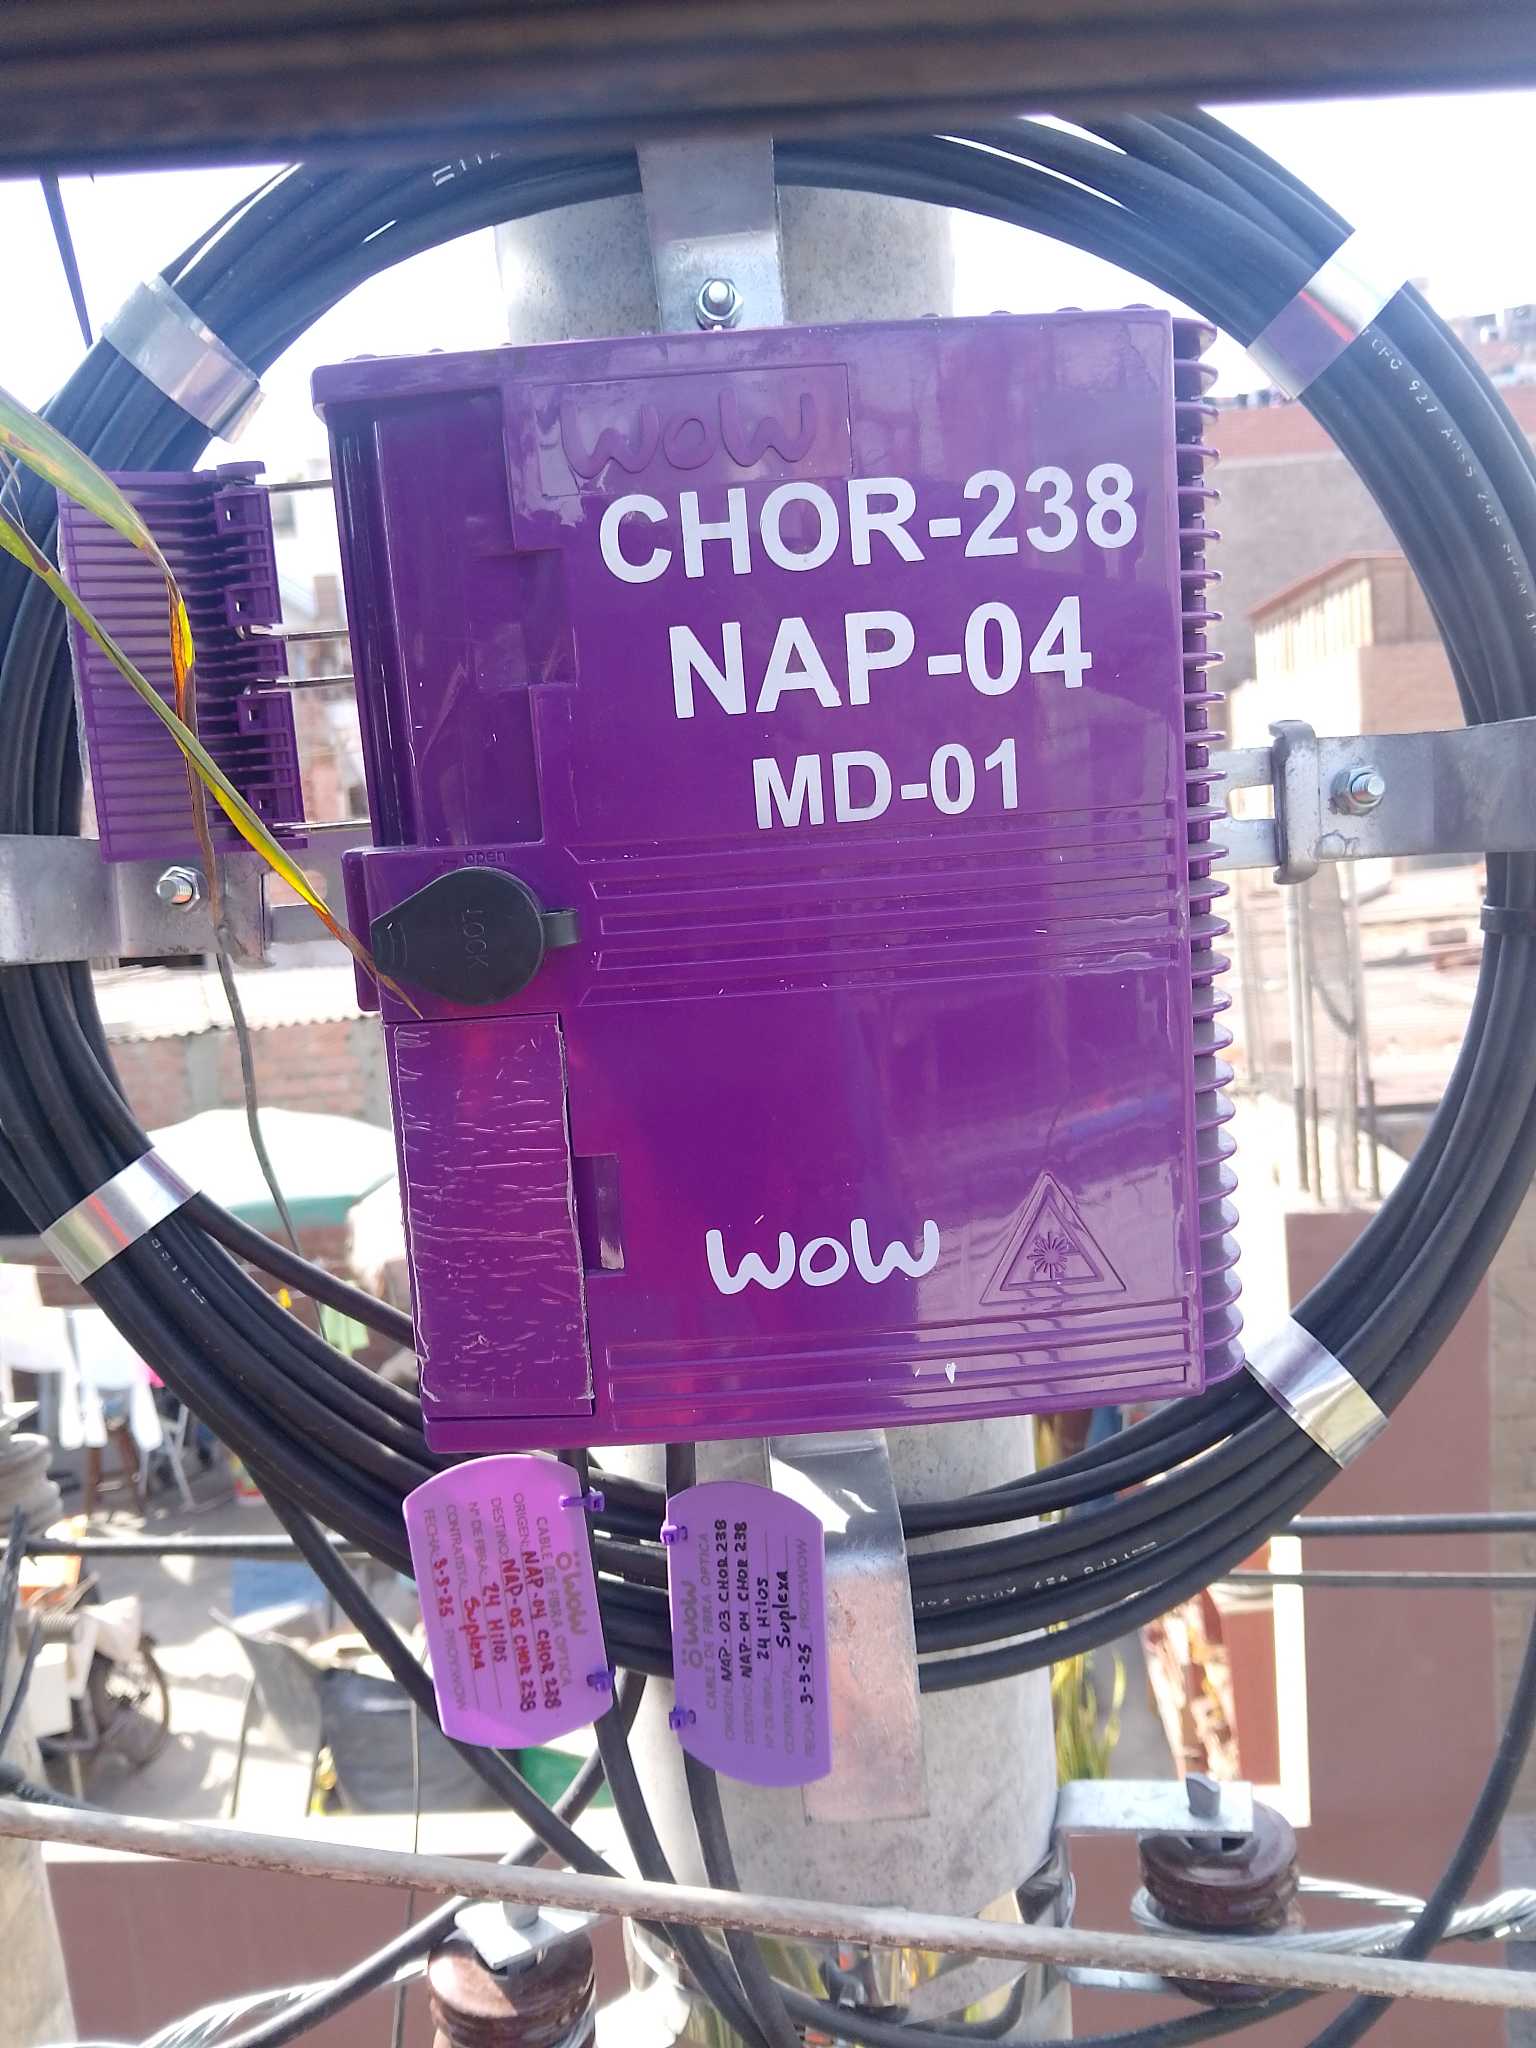 WOW
CHOR-238
NAP-04
MD-01
open
LOCK
WOW
WOW
CABLE DE FIBRA OPTICA
ORIGEN: NAP-04 CHOR 238
DESTINO: NAP-05 CHOR 238
N° DE FIBRA: 24 Hilos
CONTRATISTA: Suplexa
FECHA: 3-3-25 PROY.WOW
WOW
CABLE DE FIBRA OPTICA
ORIGEN: NAP-03 CHOR 238
DESTINO: NAP-04 CHOR 238
N° DE FIBRA: 24 Hilos
CONTRATISTA: Suplexa
FECHA: 3-3-25 PROY.WOW